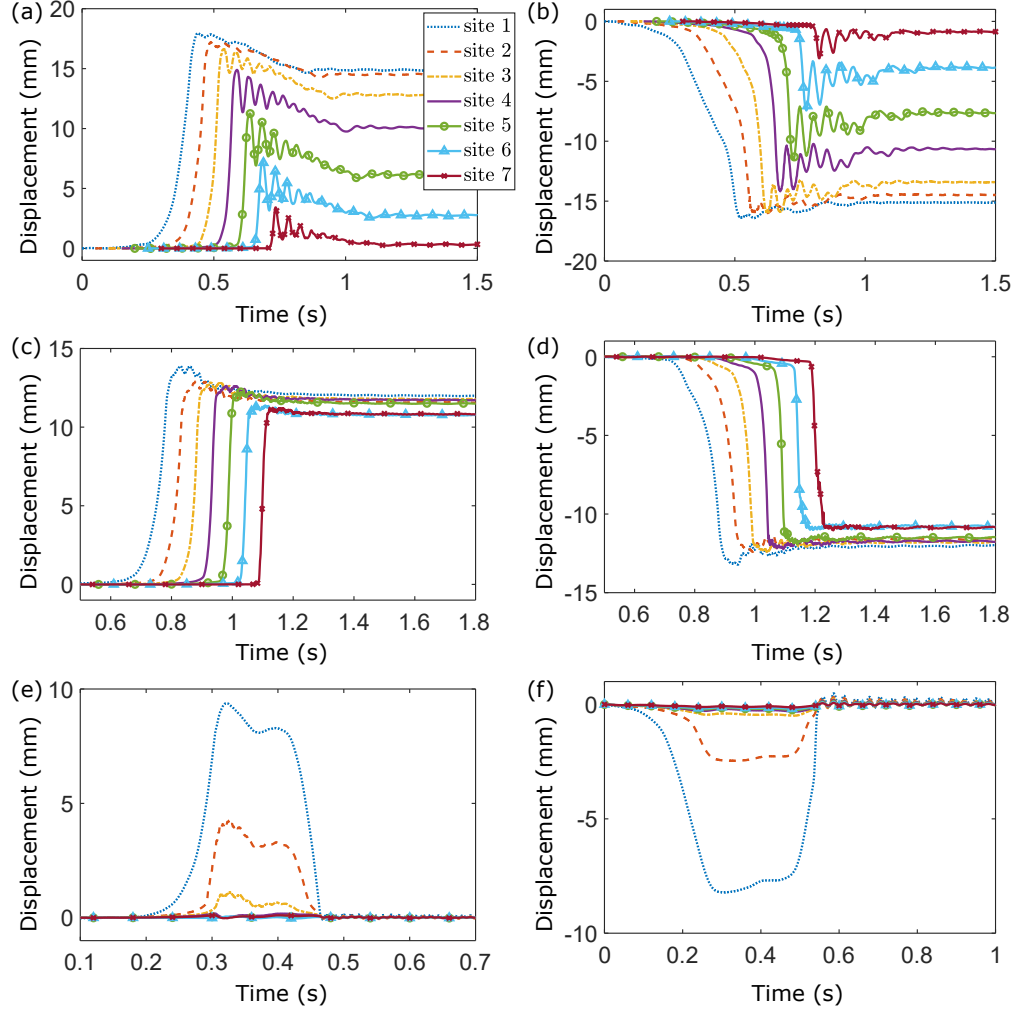 (a)
Displacement (mm)
20
15
10
5
0
0 0.5 1 1.5
Time (s)
site 1
site 2
site 3
site 4
site 5
site 6
site 7
(b)
Displacement (mm)
0
-5
-10
-15
-20
0 0.5 1 1.5
Time (s)
(c)
Displacement (mm)
15
10
5
0
0.6 0.8 1 1.2 1.4 1.6 1.8
Time (s)
(d)
Displacement (mm)
0
-5
-10
-15
0.6 0.8 1 1.2 1.4 1.6 1.8
Time (s)
(e)
Displacement (mm)
10
5
0
0.1 0.2 0.3 0.4 0.5 0.6 0.7
Time (s)
(f)
Displacement (mm)
0
-5
-10
0 0.2 0.4 0.6 0.8 1
Time (s)